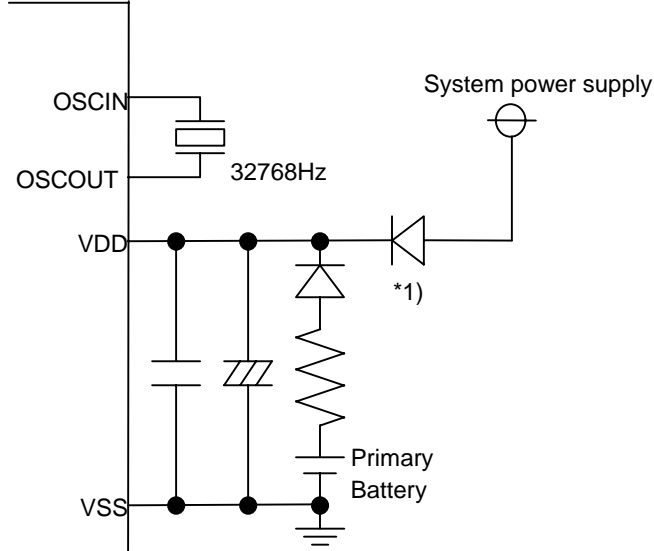 OSCIN
System power supply
OSCOUT
32768Hz
VDD
*1)
Primary
Battery
VSS